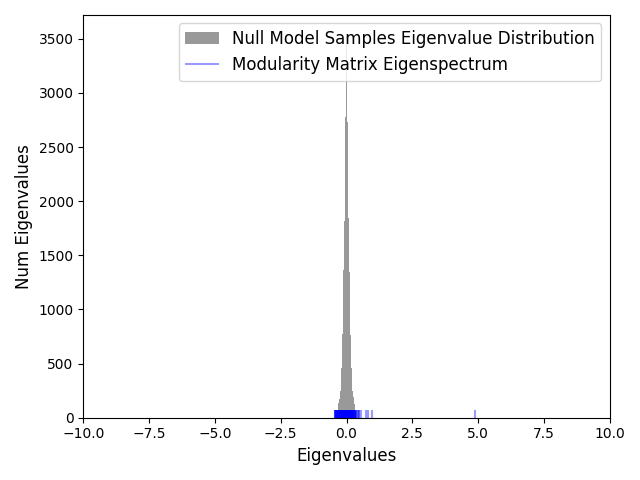 Null Model Samples Eigenvalue Distribution
Modularity Matrix Eigenspectrum
3500
3000
2500
2000
1500
1000
500
0
Num Eigenvalues
−10.0 −7.5 −5.0 −2.5 0.0 2.5 5.0 7.5 10.0
Eigenvalues